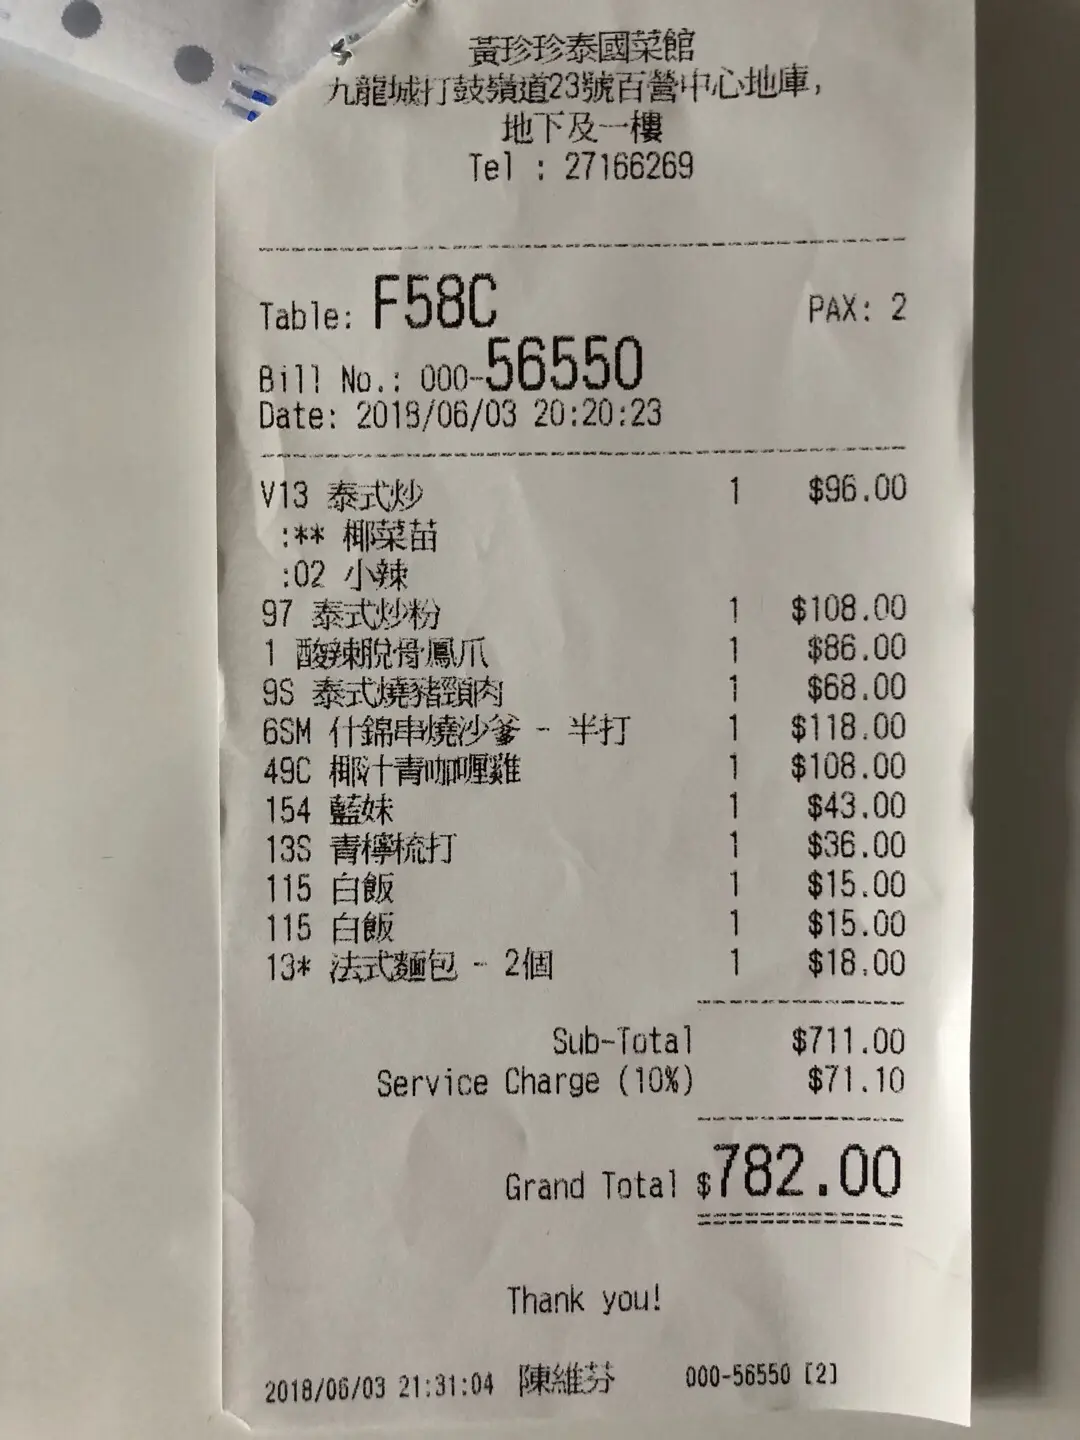 黃珍珍泰國菜館
九龍城打鼓嶺道23號百營中心地庫,
地下及一樓
Tel : 27166269
Table: F58C PAX: 2
Bill No.: 000-56550
Date: 2018/06/03 20:20:23
V13 泰式炒 1 $96.00
:** 椰菜苗
:02 小辣
97 泰式炒粉 1 $108.00
1 酸辣脫骨鳳爪 1 $86.00
9S 泰式燒豬頸肉 1 $68.00
6SM 什錦串燒沙爹 - 半打 1 $118.00
49C 椰汁青咖喱雞 1 $108.00
154 藍妹 1 $43.00
13S 青檸梳打 1 $36.00
115 白飯 1 $15.00
115 白飯 1 $15.00
13* 法式麵包 - 2個 1 $18.00
Sub-Total $711.00
Service Charge (10%) $71.10
Grand Total $782.00
Thank you!
2018/06/03 21:31:04 陳維芬 000-56550 [2]